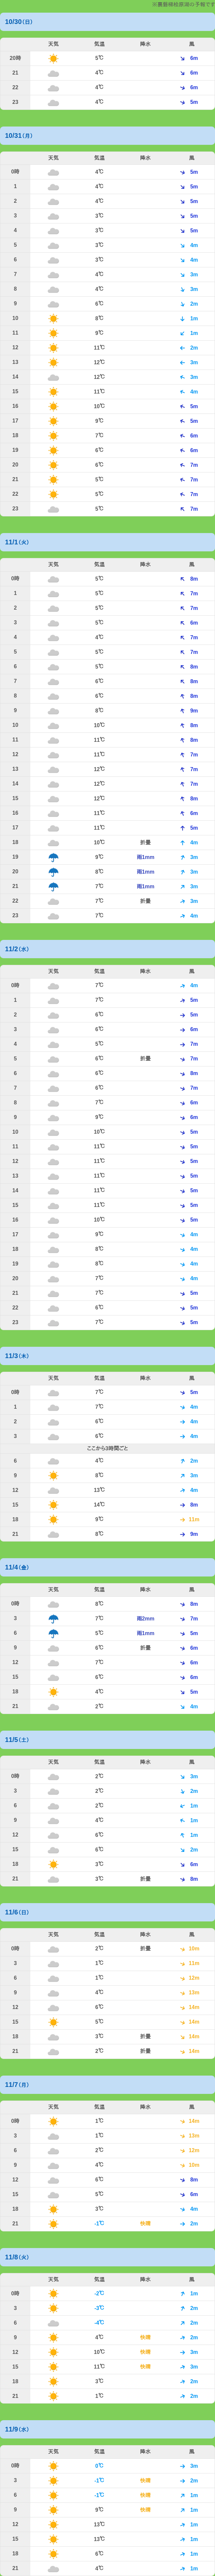 ※裏磐梯桧原湖の予報です
10/30(日)
天気 気温 降水 風
20時 5℃ 6m
21 4℃ 6m
22 4℃ 6m
23 4℃ 5m
10/31(月)
天気 気温 降水 風
0時 4℃ 5m
1 4℃ 5m
2 4℃ 5m
3 3℃ 5m
4 3℃ 5m
5 3℃ 4m
6 3℃ 4m
7 4℃ 3m
8 4℃ 3m
9 6℃ 2m
10 8℃ 1m
11 9℃ 1m
12 11℃ 2m
13 12℃ 3m
14 12℃ 3m
15 11℃ 4m
16 10℃ 5m
17 9℃ 5m
18 7℃ 6m
19 6℃ 6m
20 6℃ 7m
21 5℃ 7m
22 5℃ 7m
23 5℃ 7m
11/1(火)
天気 気温 降水 風
0時 5℃ 8m
1 5℃ 7m
2 5℃ 7m
3 5℃ 6m
4 4℃ 7m
5 5℃ 7m
6 5℃ 8m
7 6℃ 8m
8 6℃ 8m
9 8℃ 9m
10 10℃ 8m
11 11℃ 8m
12 11℃ 7m
13 12℃ 7m
14 12℃ 7m
15 12℃ 8m
16 11℃ 6m
17 11℃ 5m
18 10℃ 折畳 4m
19 9℃ 雨1mm 3m
20 8℃ 雨1mm 3m
21 7℃ 雨1mm 3m
22 7℃ 折畳 3m
23 7℃ 4m
11/2(水)
天気 気温 降水 風
0時 7℃ 4m
1 7℃ 5m
2 6℃ 5m
3 6℃ 6m
4 5℃ 7m
5 6℃ 折畳 7m
6 6℃ 8m
7 6℃ 7m
8 7℃ 6m
9 9℃ 6m
10 10℃ 5m
11 11℃ 5m
12 11℃ 5m
13 11℃ 5m
14 11℃ 5m
15 11℃ 5m
16 10℃ 5m
17 9℃ 4m
18 8℃ 4m
19 8℃ 4m
20 7℃ 4m
21 7℃ 5m
22 6℃ 5m
23 7℃ 5m
11/3(木)
天気 気温 降水 風
0時 7℃ 5m
1 7℃ 4m
2 6℃ 4m
3 6℃ 4m
ここから3時間ごと
6 4℃ 2m
9 8℃ 3m
12 13℃ 4m
15 14℃ 8m
18 9℃ 11m
21 8℃ 9m
11/4(金)
天気 気温 降水 風
0時 8℃ 8m
3 7℃ 雨2mm 7m
6 5℃ 雨1mm 5m
9 6℃ 折畳 6m
12 7℃ 6m
15 6℃ 6m
18 4℃ 5m
21 2℃ 4m
11/5(土)
天気 気温 降水 風
0時 2℃ 3m
3 2℃ 2m
6 2℃ 1m
9 4℃ 1m
12 6℃ 1m
15 6℃ 2m
18 3℃ 6m
21 3℃ 折畳 8m
11/6(日)
天気 気温 降水 風
0時 2℃ 折畳 10m
3 1℃ 11m
6 1℃ 12m
9 4℃ 13m
12 6℃ 14m
15 5℃ 14m
18 3℃ 折畳 14m
21 2℃ 折畳 14m
11/7(月)
天気 気温 降水 風
0時 1℃ 14m
3 1℃ 13m
6 2℃ 12m
9 4℃ 10m
12 6℃ 8m
15 5℃ 6m
18 3℃ 4m
21 -1℃ 快晴 2m
11/8(火)
天気 気温 降水 風
0時 -2℃ 1m
3 -3℃ 2m
6 -4℃ 2m
9 4℃ 快晴 2m
12 10℃ 快晴 3m
15 11℃ 快晴 3m
18 3℃ 2m
21 1℃ 2m
11/9(水)
天気 気温 降水 風
0時 0℃ 3m
3 -1℃ 快晴 2m
6 -1℃ 快晴 1m
9 9℃ 快晴 1m
12 13℃ 1m
15 13℃ 1m
18 6℃ 1m
21 4℃ 1m